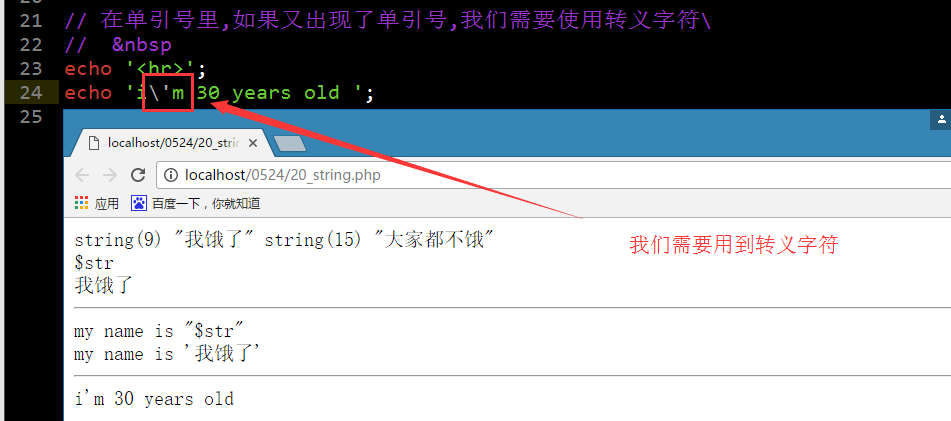 21 // 在单引号里,如果又出现了单引号,我们需要使用转义字符\
22 //  &nbsp
23 echo '<hr>';
24 echo 'i\'m 30 years old ';
25
localhost/0524/20_strin
localhost/0524/20_string.php
应用 百度一下，你就知道
string(9) "我饿了" string(15) "大家都不饿"
我们需要用到转义字符
$str
我饿了
my name is "$str"
my name is '我饿了'
i'm 30 years old